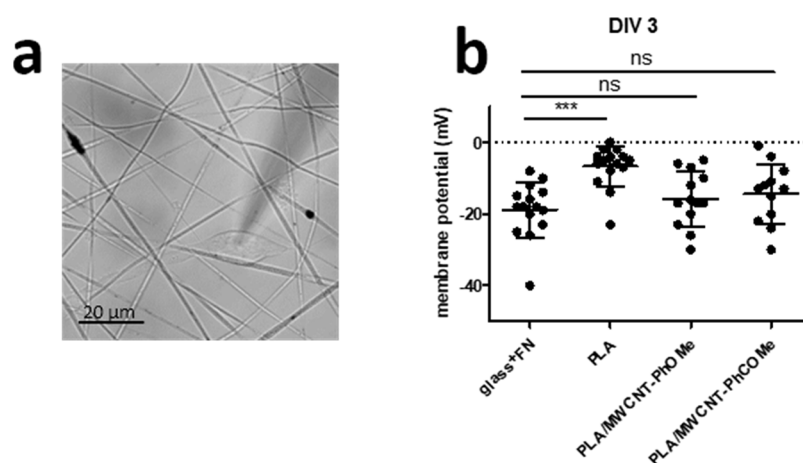 a
20 µm
b
DIV 3
ns
ns
***
membrane potential (mV)
0
-20
-40
glass+FN
PLA
PLA/MWCNT-PhOMe
PLA/MWCNT-PhCOMe